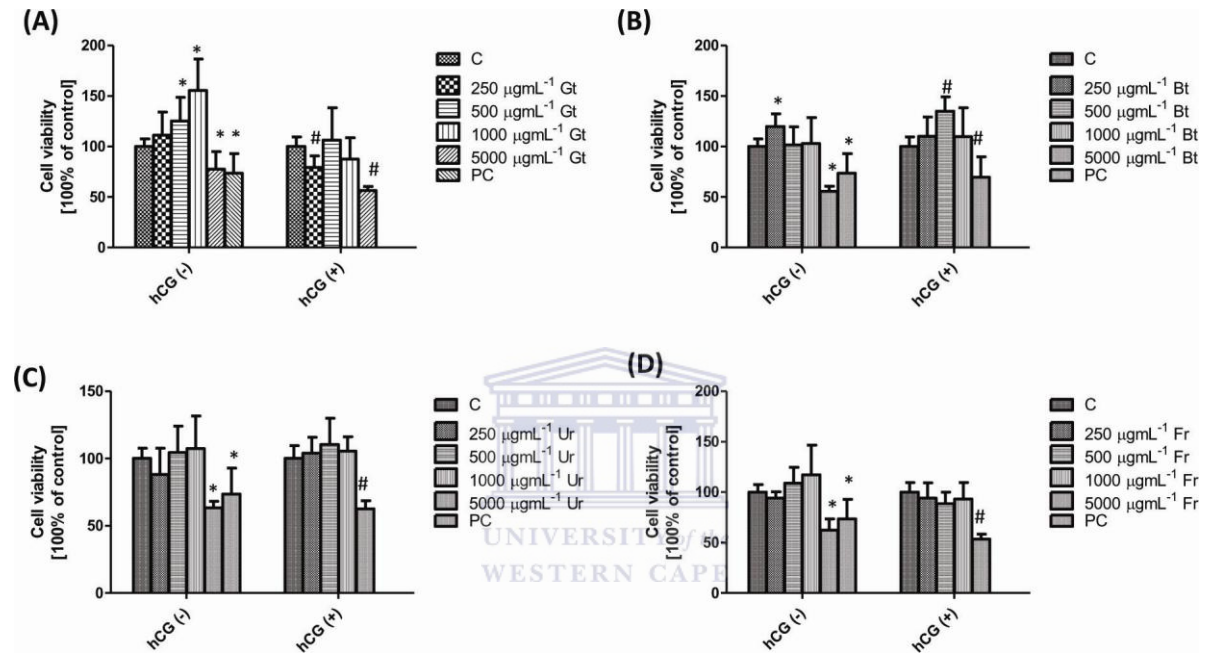 (A)
200
150
100
50
0
Cell viability
[100% of control]
*
*
*
*
#
#
hCG (-)
hCG (+)
C
250 µgmL⁻¹ Gt
500 µgmL⁻¹ Gt
1000 µgmL⁻¹ Gt
5000 µgmL⁻¹ Gt
PC
(B)
200
150
100
50
0
Cell viability
[100% of control]
*
*
*
#
#
hCG (-)
hCG (+)
C
250 µgmL⁻¹ Bt
500 µgmL⁻¹ Bt
1000 µgmL⁻¹ Bt
5000 µgmL⁻¹ Bt
PC
(C)
150
100
50
0
Cell viability
[100% of control]
*
*
#
hCG (-)
hCG (+)
C
250 µgmL⁻¹ Ur
500 µgmL⁻¹ Ur
1000 µgmL⁻¹ Ur
5000 µgmL⁻¹ Ur
PC
UNIVERSITY of the
WESTERN CAPE
(D)
200
150
100
50
0
Cell viability
[100% of control]
*
*
#
hCG (-)
hCG (+)
C
250 µgmL⁻¹ Fr
500 µgmL⁻¹ Fr
1000 µgmL⁻¹ Fr
5000 µgmL⁻¹ Fr
PC